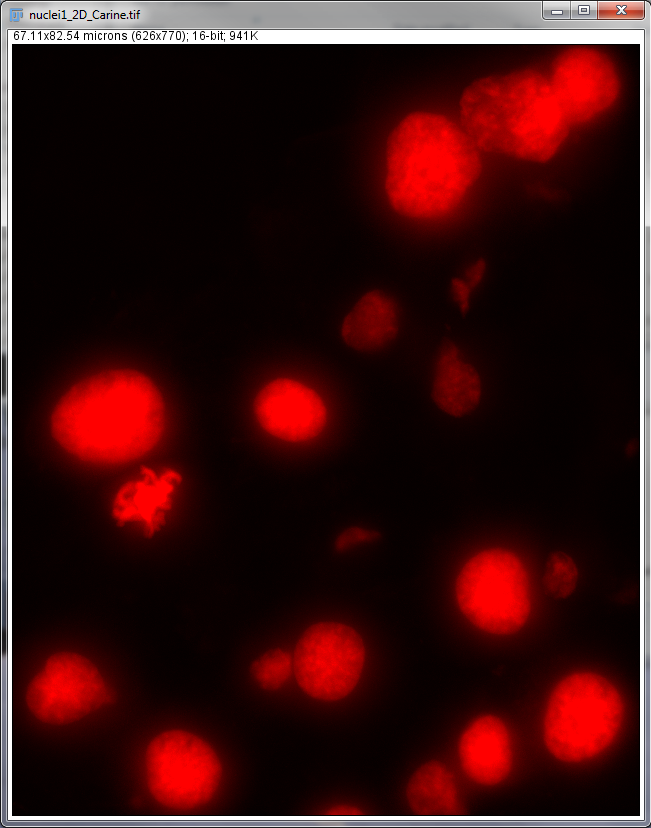 nuclei1_2D_Carine.tif
67.11x82.54 microns (626x770); 16-bit; 941K